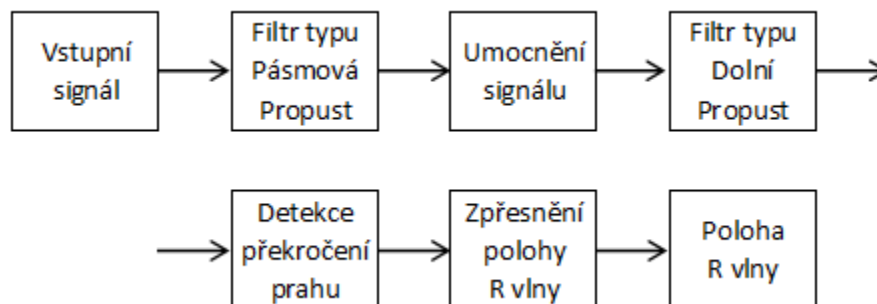 Vstupní
signál
Filtr typu
Pásmová
Propust
Umocnění
signálu
Filtr typu
Dolní
Propust
Detekce
překročení
prahu
Zpřesnění
polohy
R vlny
Poloha
R vlny